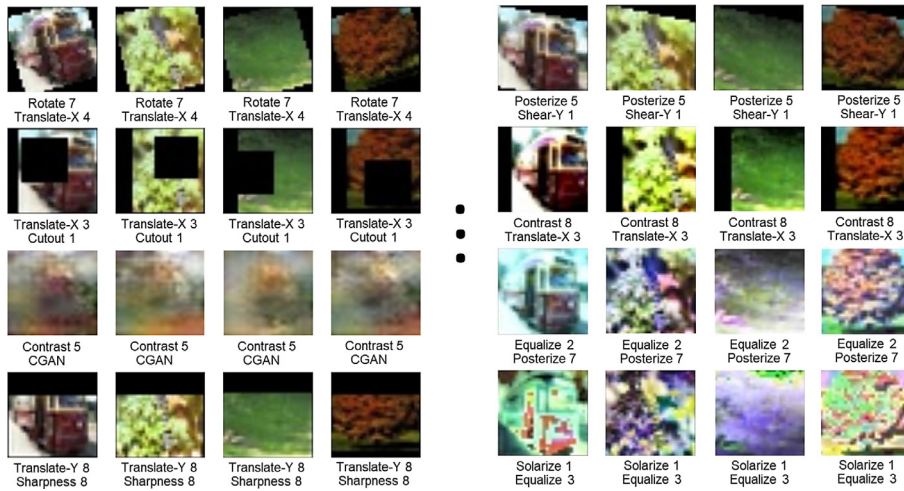 Rotate 7 Rotate 7 Rotate 7 Rotate 7 Posterize 5 Posterize 5 Posterize 5 Posterize 5
Translate-X 4 Translate-X 4 Translate-X 4 Translate-X 4 Shear-Y 1 Shear-Y 1 Shear-Y 1 Shear-Y 1
Translate-X 3 Translate-X 3 Translate-X 3 Translate-X 3 Contrast 8 Contrast 8 Contrast 8 Contrast 8
Cutout 1 Cutout 1 Cutout 1 Cutout 1 Translate-X 3 Translate-X 3 Translate-X 3 Translate-X 3
Contrast 5 Contrast 5 Contrast 5 Contrast 5 Equalize 2 Equalize 2 Equalize 2 Equalize 2
CGAN CGAN CGAN CGAN Posterize 7 Posterize 7 Posterize 7 Posterize 7
Translate-Y 8 Translate-Y 8 Translate-Y 8 Translate-Y 8 Solarize 1 Solarize 1 Solarize 1 Solarize 1
Sharpness 8 Sharpness 8 Sharpness 8 Sharpness 8 Equalize 3 Equalize 3 Equalize 3 Equalize 3